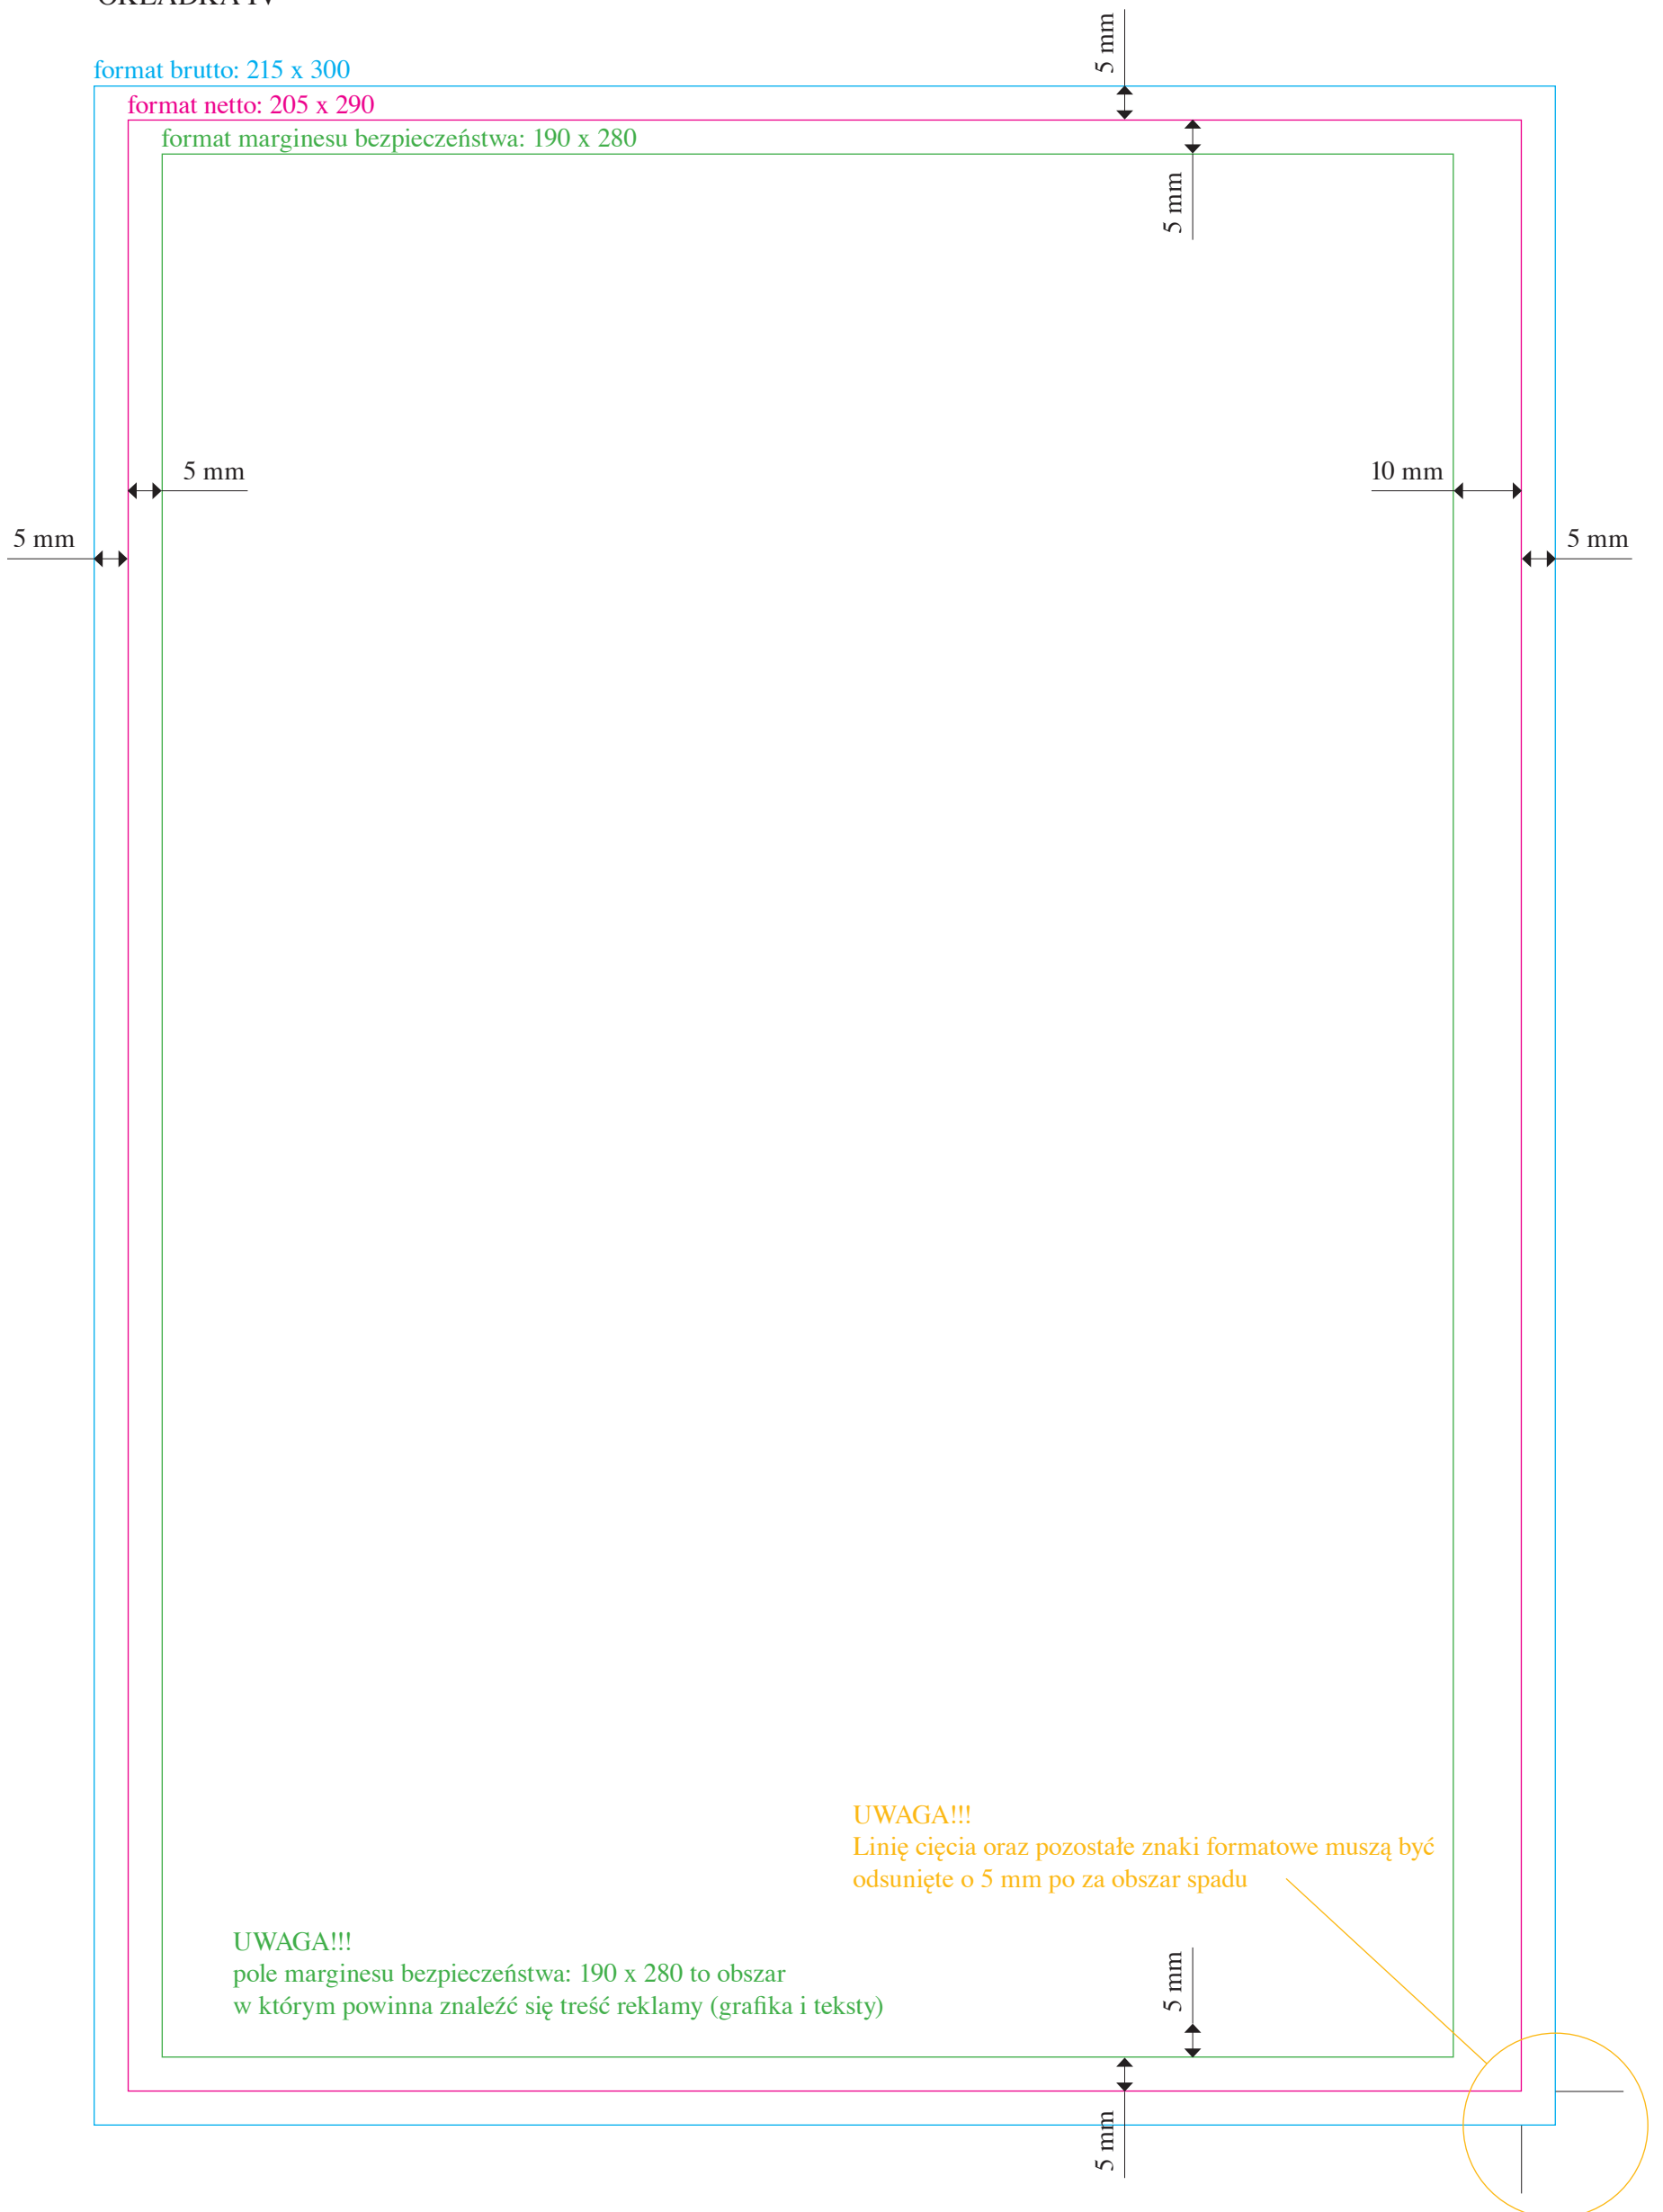 OKŁADKA IV
5 mm
format brutto: 215 x 300
format netto: 205 x 290
format marginesu bezpieczeństwa: 190 x 280
5 mm
5 mm
10 mm
5 mm
5 mm
UWAGA!!!
Linię cięcia oraz pozostałe znaki formatowe muszą być
odsunięte o 5 mm po za obszar spadu
UWAGA!!!
pole marginesu bezpieczeństwa: 190 x 280 to obszar
w którym powinna znaleźć się treść reklamy (grafika i teksty)
5 mm
5 mm